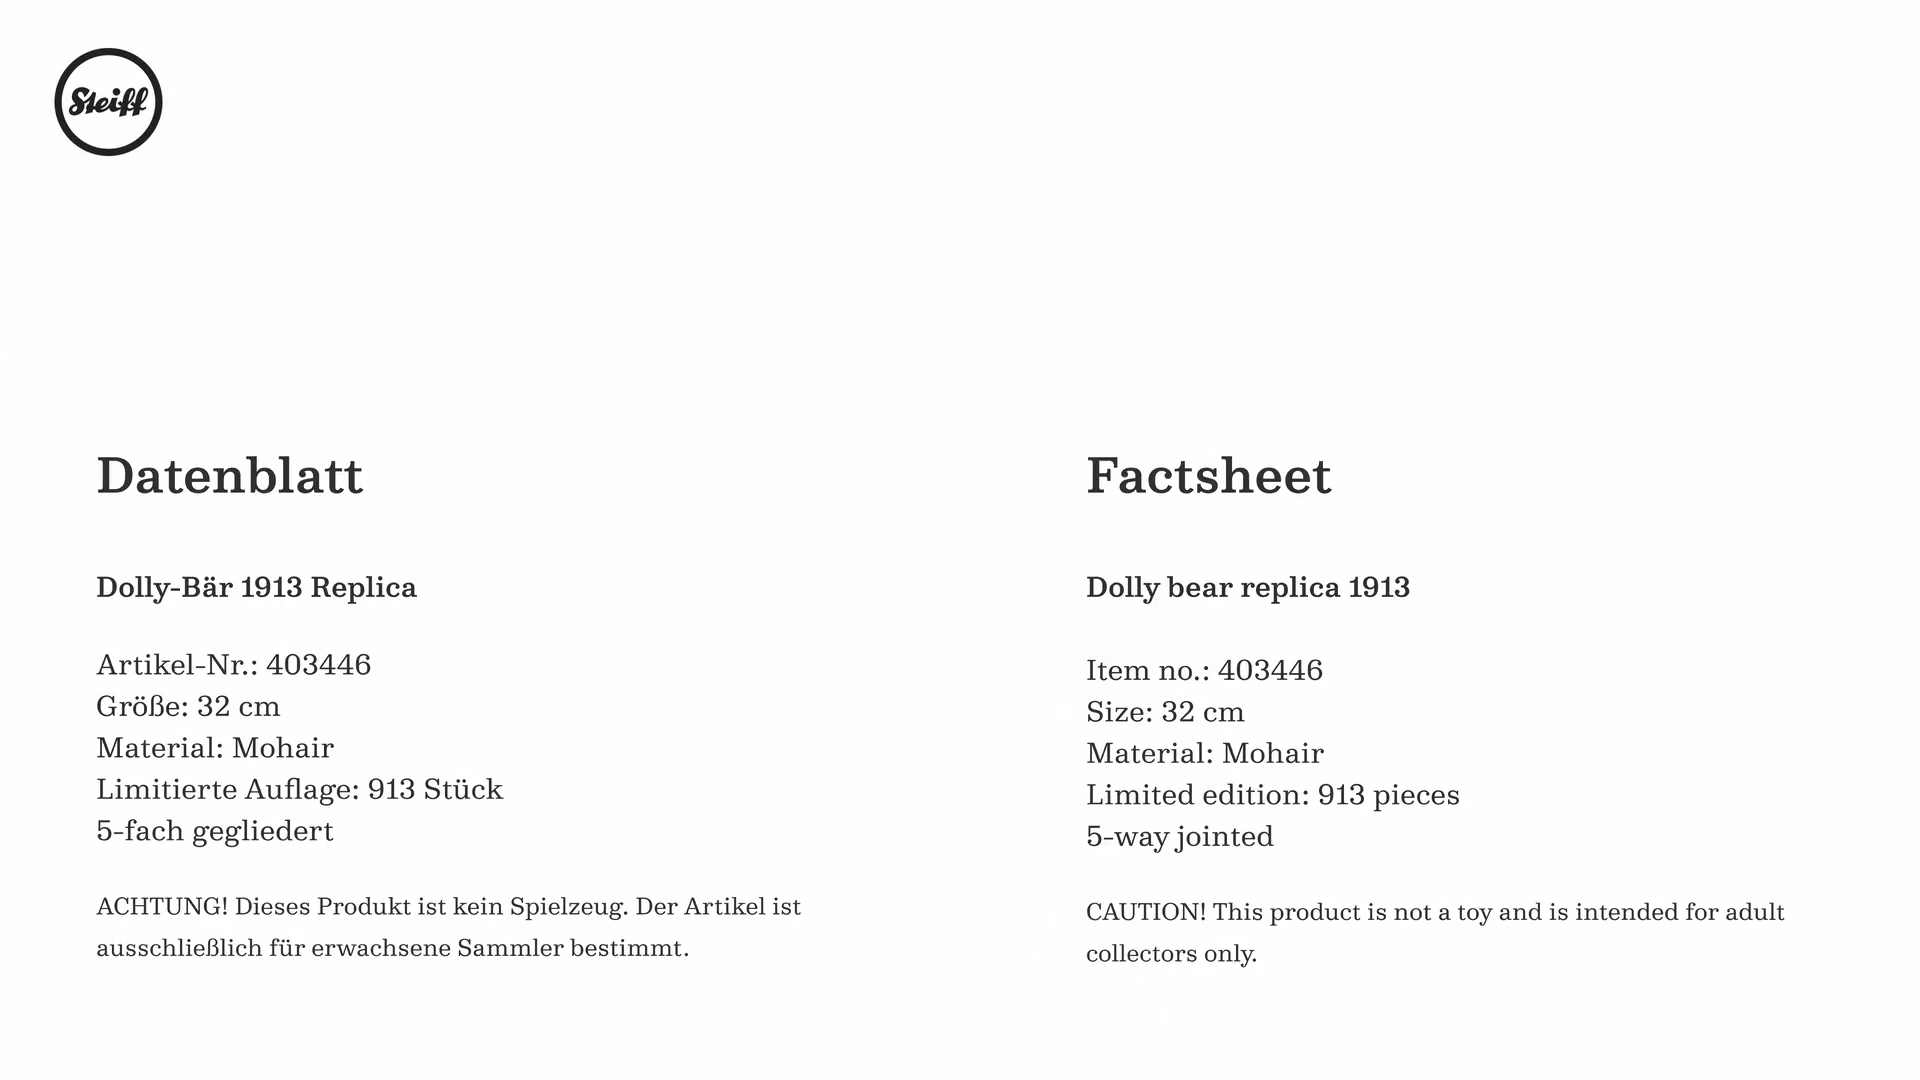 Steiff
Datenblatt
Dolly-Bär 1913 Replica
Artikel-Nr.: 403446
Größe: 32 cm
Material: Mohair
Limitierte Auflage: 913 Stück
5-fach gegliedert
ACHTUNG! Dieses Produkt ist kein Spielzeug. Der Artikel ist
ausschließlich für erwachsene Sammler bestimmt.
Factsheet
Dolly bear replica 1913
Item no.: 403446
Size: 32 cm
Material: Mohair
Limited edition: 913 pieces
5-way jointed
CAUTION! This product is not a toy and is intended for adult
collectors only.